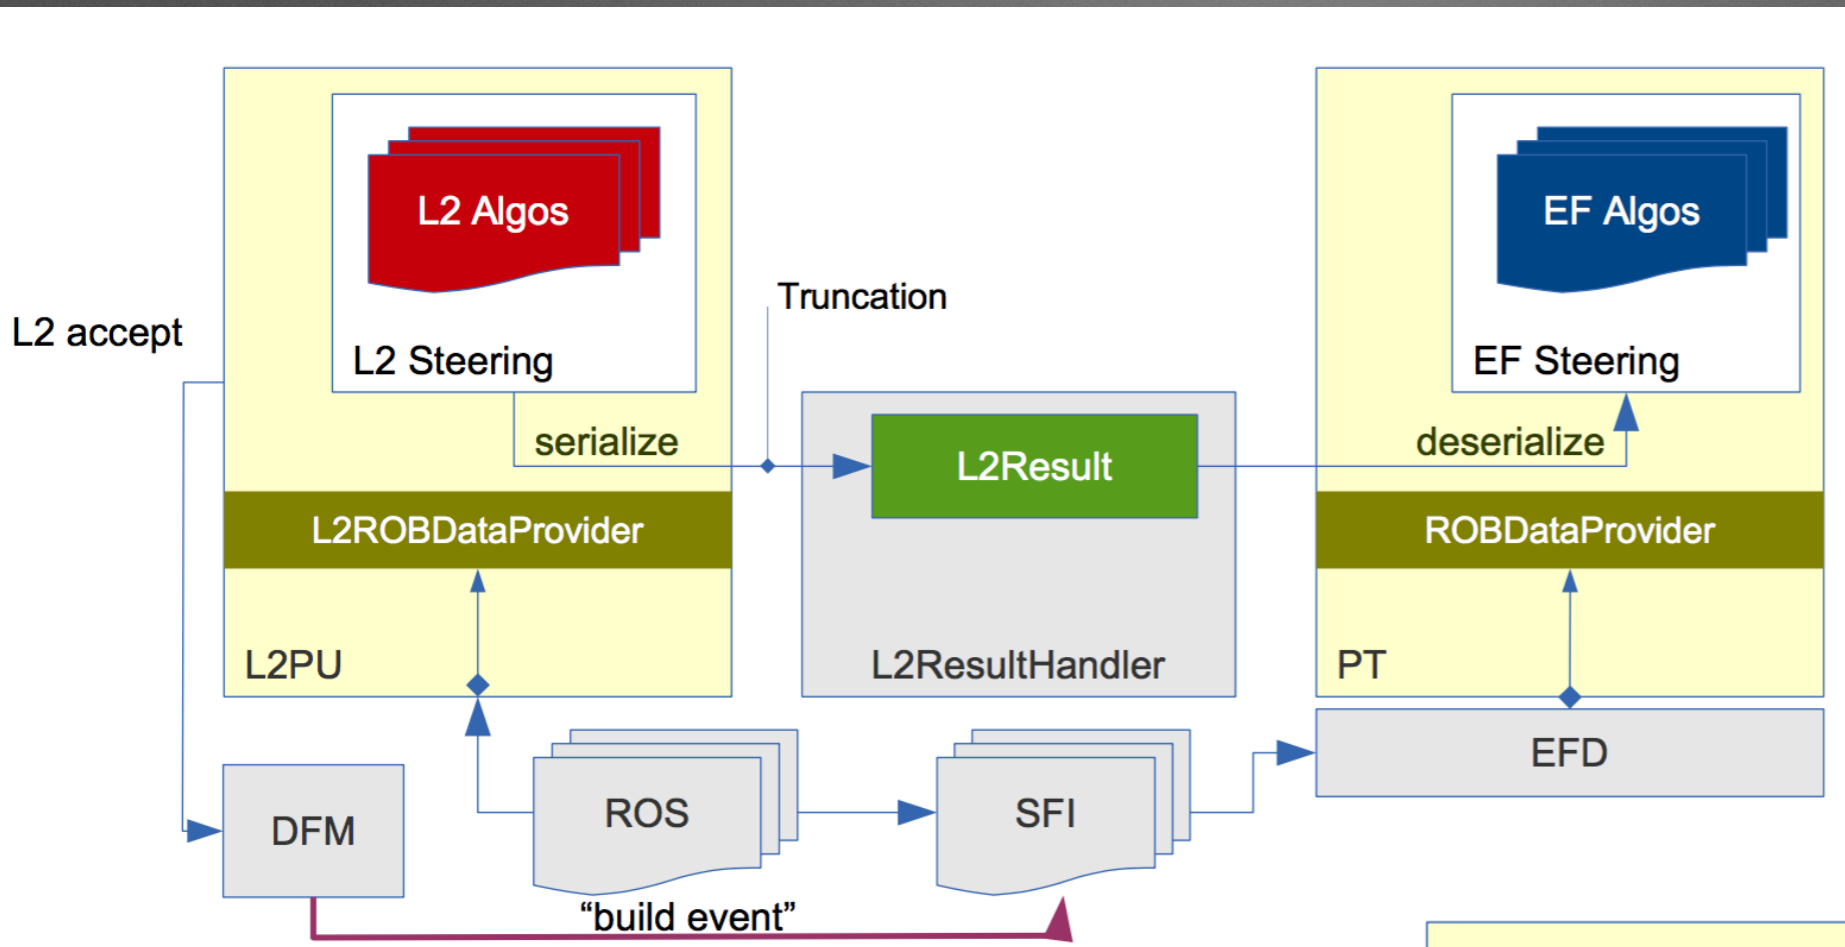 L2 Algos
EF Algos
Truncation
L2 accept
L2 Steering
EF Steering
serialize
L2Result
deserialize
L2ROBDataProvider
ROBDataProvider
L2PU
L2ResultHandler
PT
EFD
DFM
ROS
SFI
“build event”